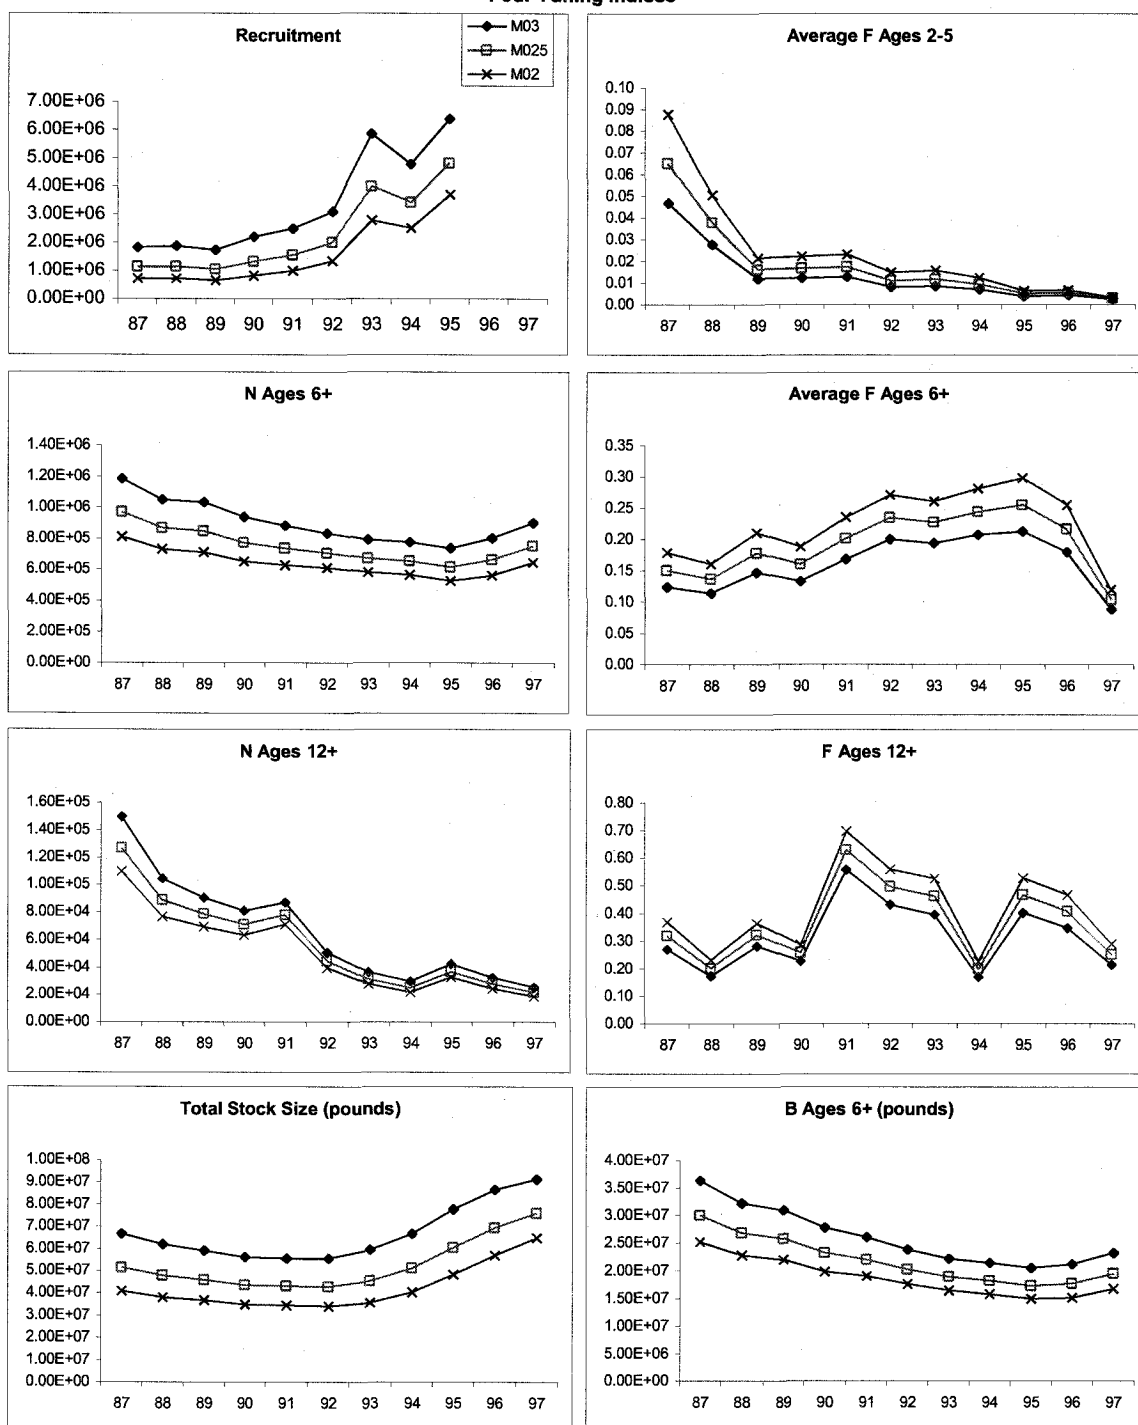 Recruitment
M03
M025
M02
7.00E+06
6.00E+06
5.00E+06
4.00E+06
3.00E+06
2.00E+06
1.00E+06
0.00E+00
87 88 89 90 91 92 93 94 95 96 97
Average F Ages 2-5
0.10
0.09
0.08
0.07
0.06
0.05
0.04
0.03
0.02
0.01
0.00
87 88 89 90 91 92 93 94 95 96 97
N Ages 6+
1.40E+06
1.20E+06
1.00E+06
8.00E+05
6.00E+05
4.00E+05
2.00E+05
0.00E+00
87 88 89 90 91 92 93 94 95 96 97
Average F Ages 6+
0.35
0.30
0.25
0.20
0.15
0.10
0.05
0.00
87 88 89 90 91 92 93 94 95 96 97
N Ages 12+
1.60E+05
1.40E+05
1.20E+05
1.00E+05
8.00E+04
6.00E+04
4.00E+04
2.00E+04
0.00E+00
87 88 89 90 91 92 93 94 95 96 97
F Ages 12+
0.80
0.70
0.60
0.50
0.40
0.30
0.20
0.10
0.00
87 88 89 90 91 92 93 94 95 96 97
Total Stock Size (pounds)
1.00E+08
9.00E+07
8.00E+07
7.00E+07
6.00E+07
5.00E+07
4.00E+07
3.00E+07
2.00E+07
1.00E+07
0.00E+00
87 88 89 90 91 92 93 94 95 96 97
B Ages 6+ (pounds)
4.00E+07
3.50E+07
3.00E+07
2.50E+07
2.00E+07
1.50E+07
1.00E+07
5.00E+06
0.00E+00
87 88 89 90 91 92 93 94 95 96 97